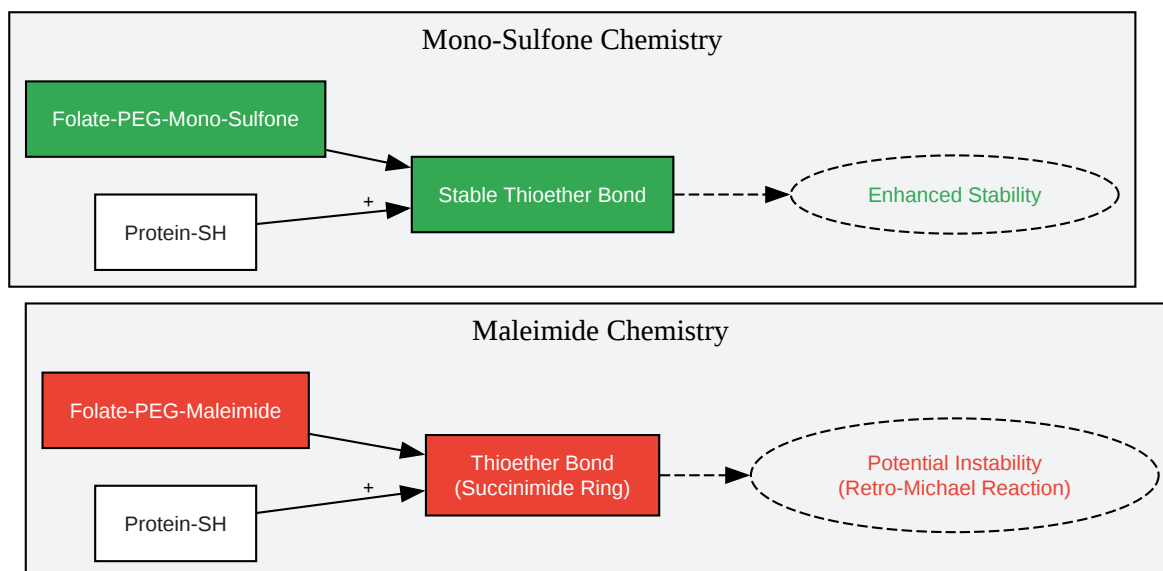 Mono-Sulfone Chemistry
Folate-PEG-Mono-Sulfone
Protein-SH
+
Stable Thioether Bond
Enhanced Stability
Maleimide Chemistry
Folate-PEG-Maleimide
Protein-SH
+
Thioether Bond
(Succinimide Ring)
Potential Instability
(Retro-Michael Reaction)